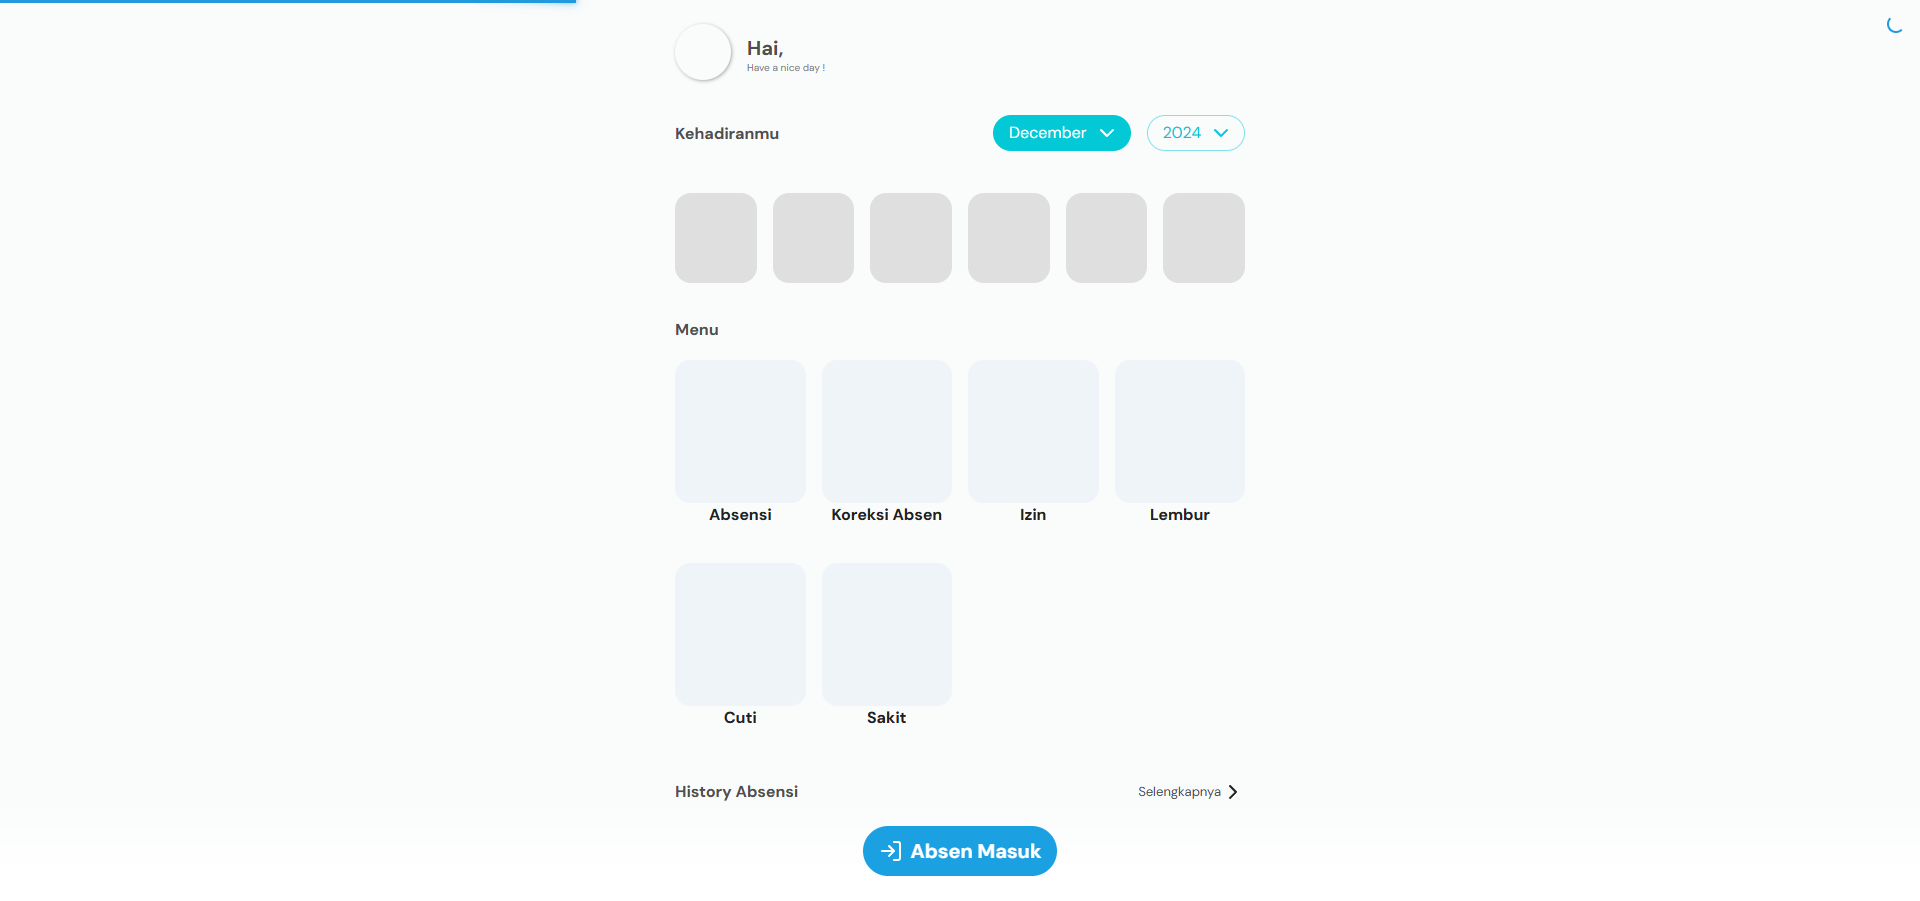 Hai,
Have a nice day !
Kehadiranmu
December
2024
Menu
Absensi
Koreksi Absen
Izin
Lembur
Cuti
Sakit
History Absensi
Selengkapnya
Absen Masuk